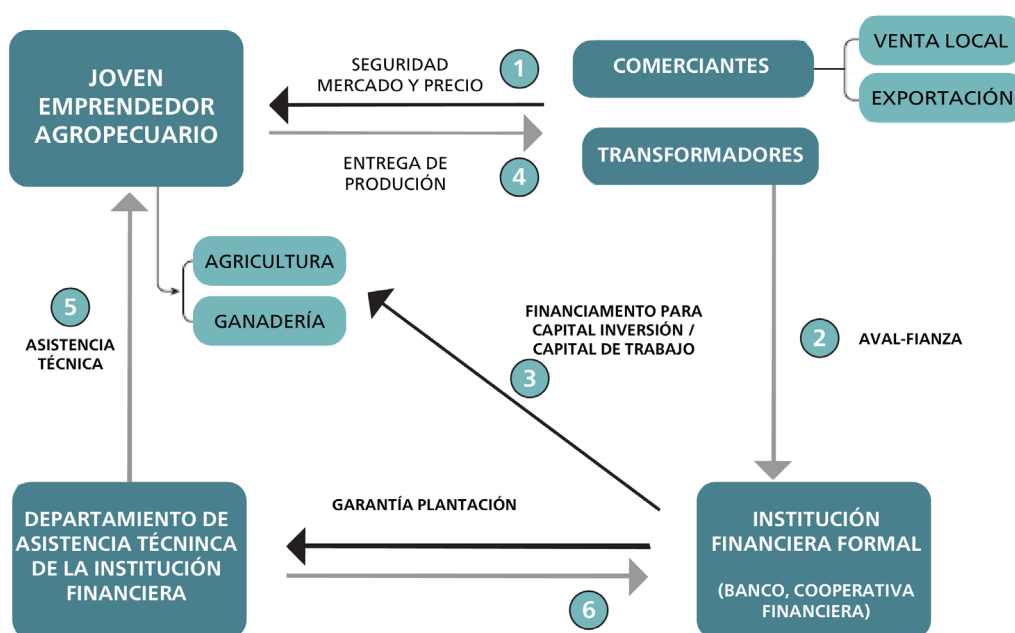 JOVEN
EMPRENDEDOR
AGROPECUARIO
SEGURIDAD
MERCADO Y PRECIO
1
COMERCIANTES
VENTA LOCAL
EXPORTACIÓN
ENTREGA DE
PRODUCIÓN
4
TRANSFORMADORES
AGRICULTURA
GANADERÍA
5
ASISTENCIA
TÉCNICA
FINANCIAMENTO PARA
CAPITAL INVERSIÓN /
CAPITAL DE TRABAJO
3
2
AVAL-FIANZA
DEPARTAMIENTO DE
ASISTENCIA TÉCNINCA
DE LA INSTITUCIÓN
FINANCIERA
GARANTÍA PLANTACIÓN
6
INSTITUCIÓN
FINANCIERA FORMAL
(BANCO, COOPERATIVA
FINANCIERA)